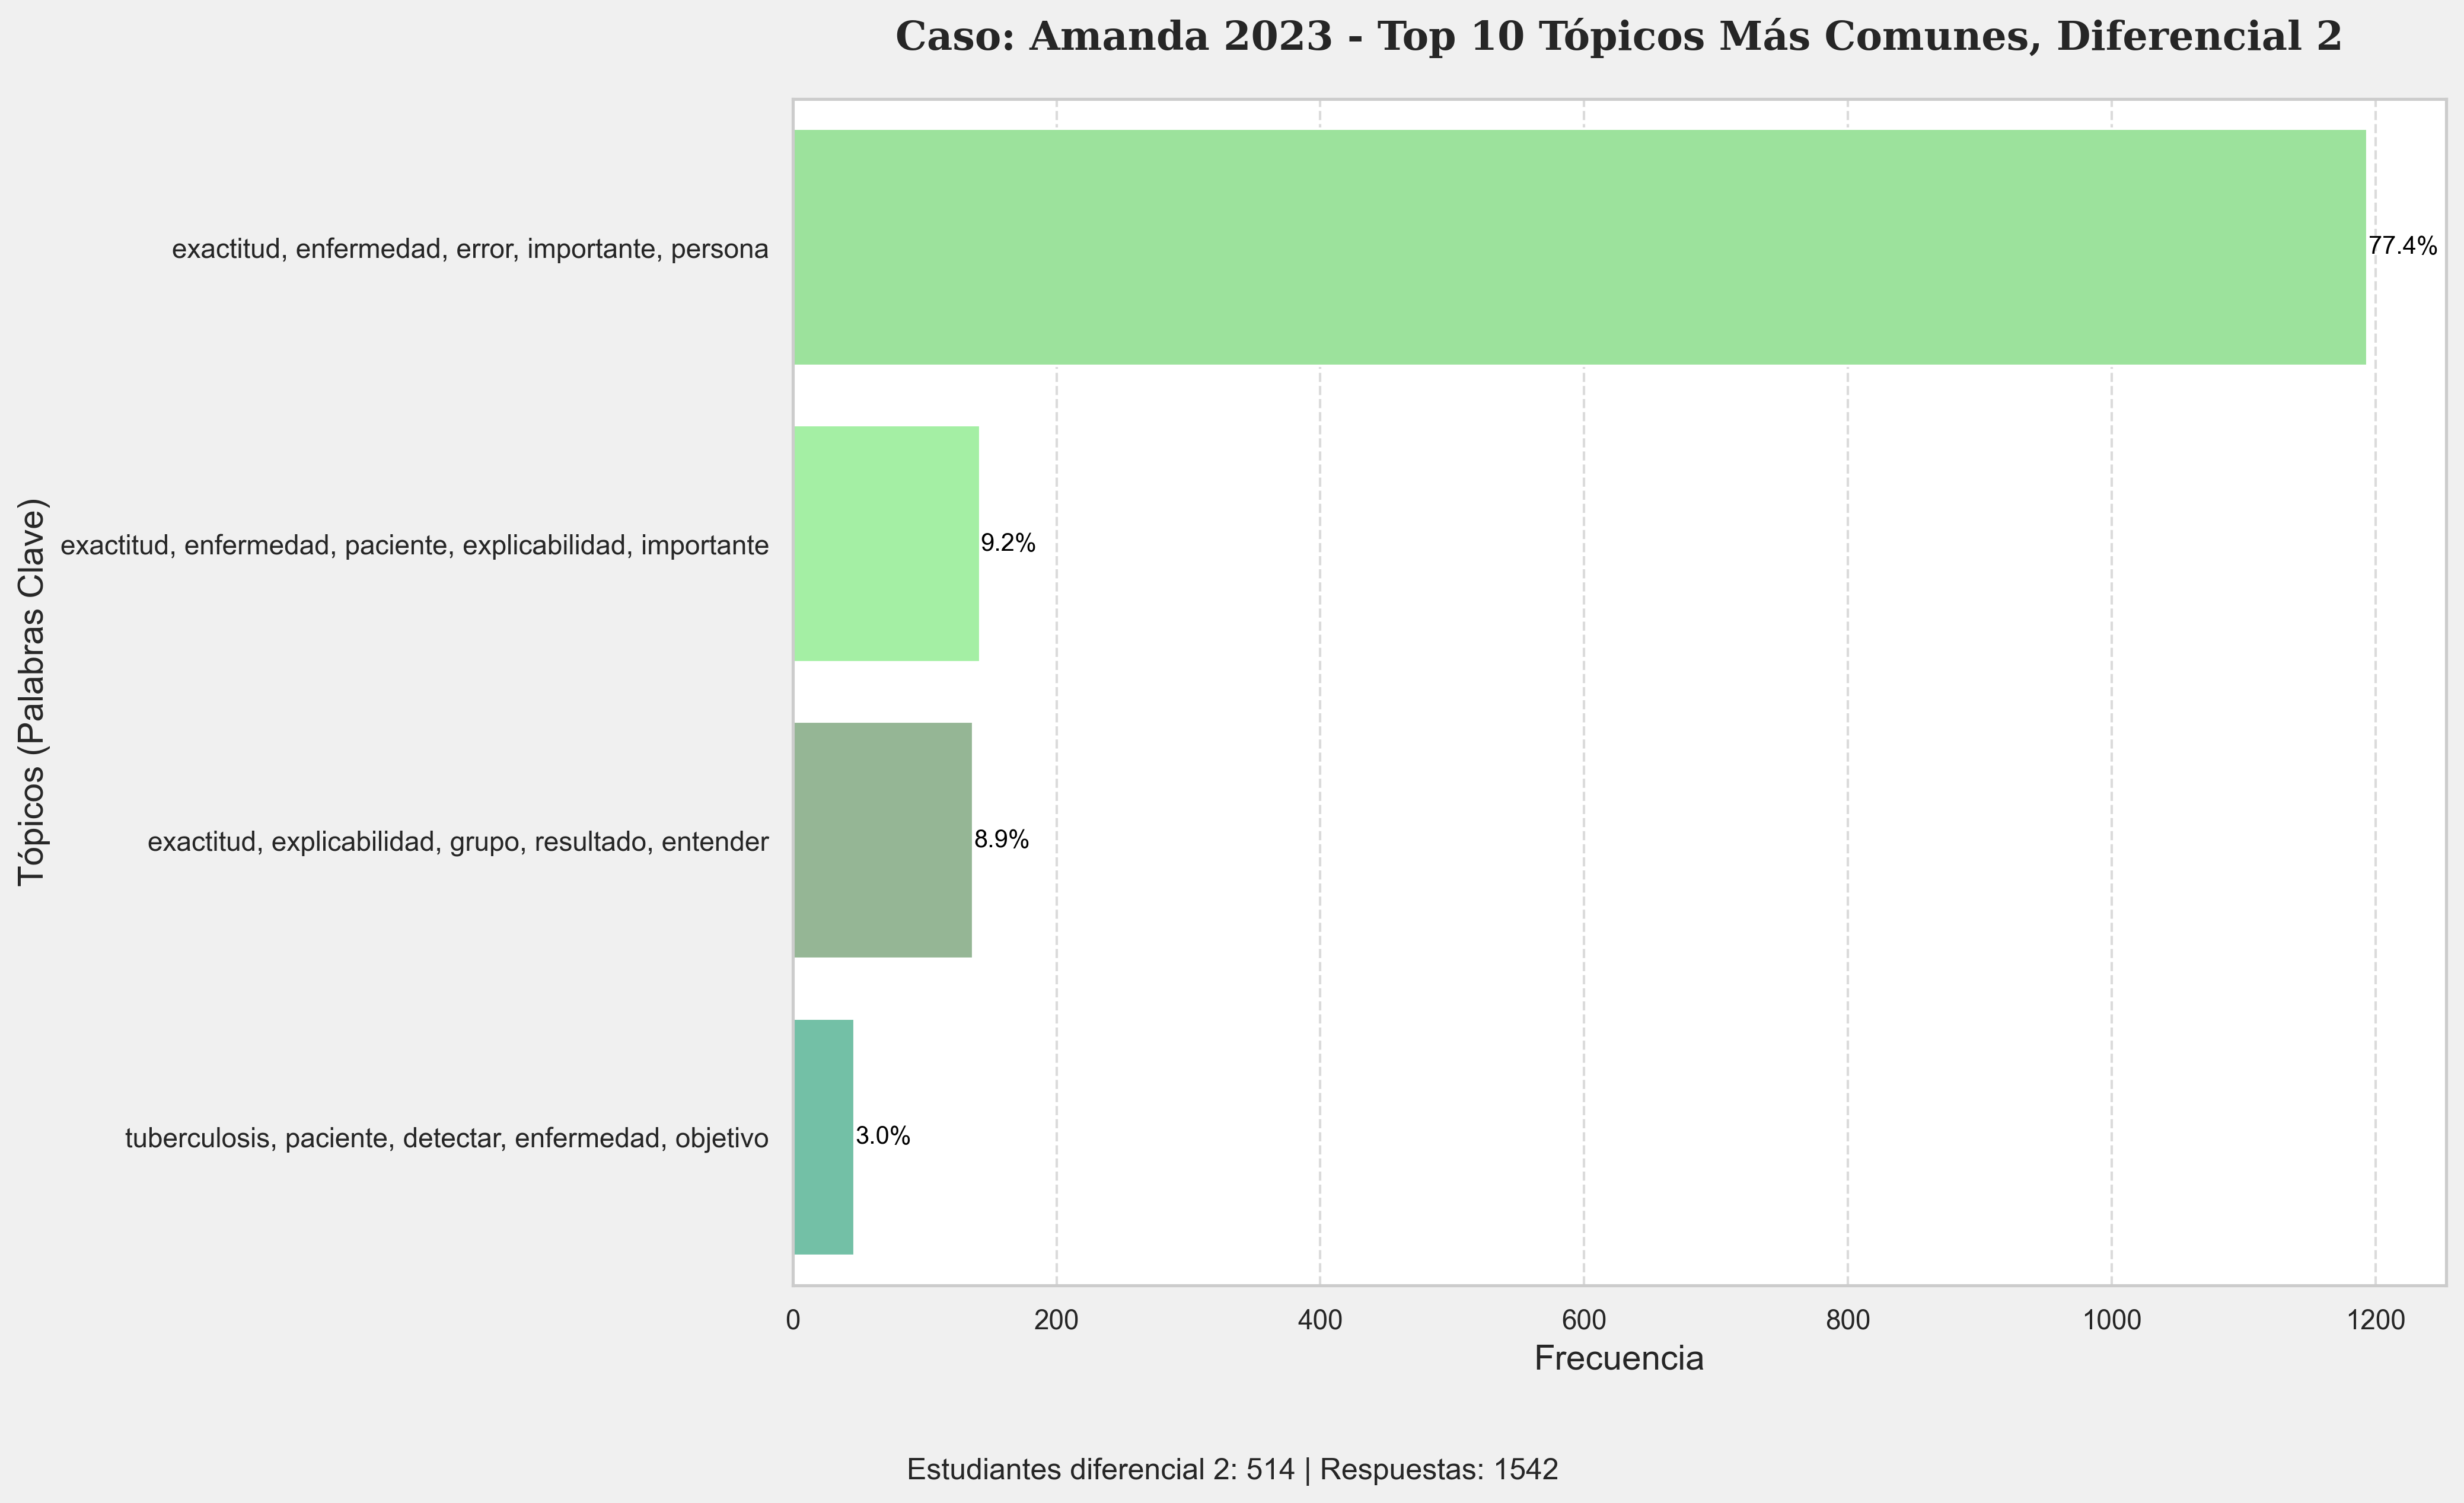 Caso: Amanda 2023 - Top 10 Tópicos Más Comunes, Diferencial 2
Tópicos (Palabras Clave)
exactitud, enfermedad, error, importante, persona
77.4%
exactitud, enfermedad, paciente, explicabilidad, importante
9.2%
exactitud, explicabilidad, grupo, resultado, entender
8.9%
tuberculosis, paciente, detectar, enfermedad, objetivo
3.0%
0 200 400 600 800 1000 1200
Frecuencia
Estudiantes diferencial 2: 514 | Respuestas: 1542